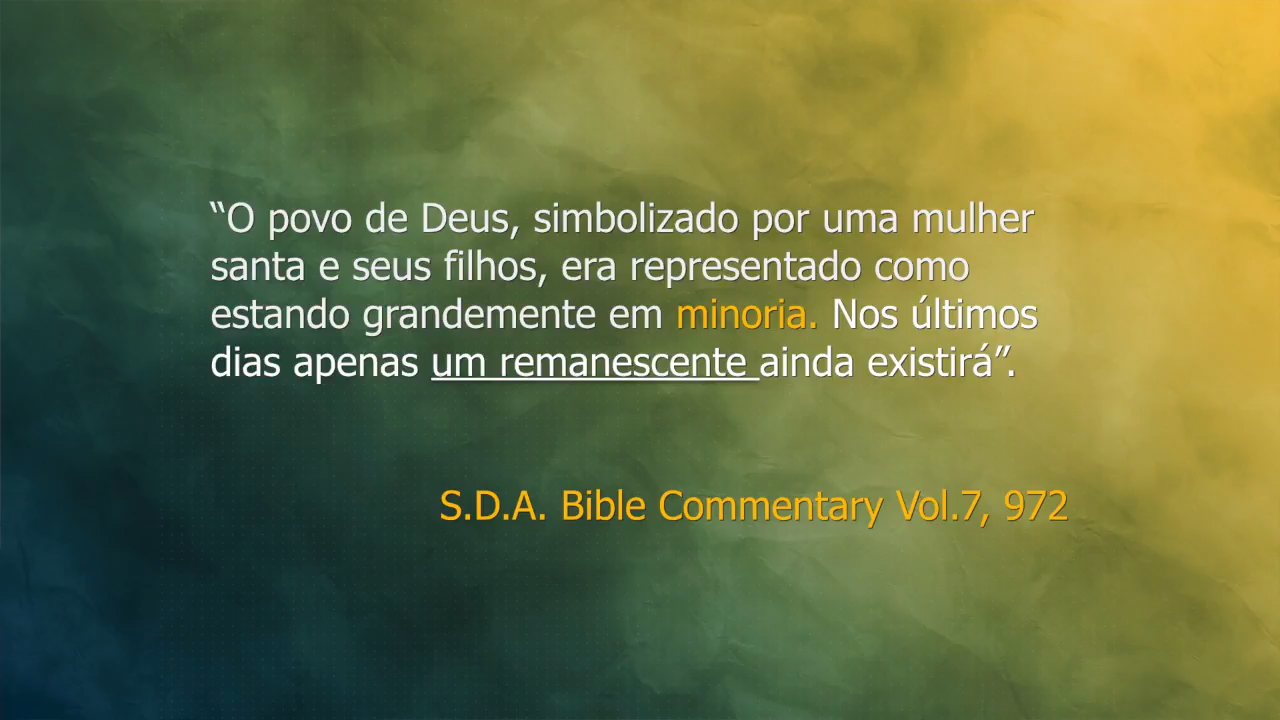 “O povo de Deus, simbolizado por uma mulher
santa e seus filhos, era representado como
estando grandemente em minoria. Nos últimos
dias apenas um remanescente ainda existirá”.
S.D.A. Bible Commentary Vol.7, 972